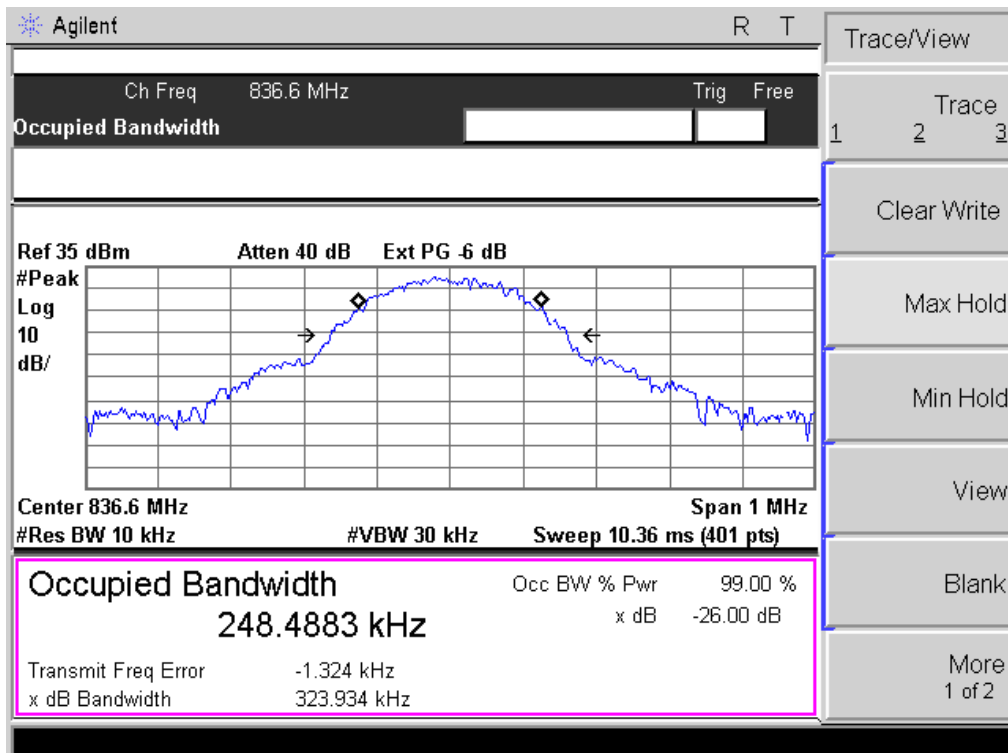 Agilent R T
Ch Freq 836.6 MHz Trig Free
Occupied Bandwidth
Ref 35 dBm Atten 40 dB Ext PG -6 dB
#Peak
Log
10
dB/
Center 836.6 MHz Span 1 MHz
#Res BW 10 kHz #VBW 30 kHz Sweep 10.36 ms (401 pts)
Occupied Bandwidth
248.4883 kHz
Occ BW % Pwr 99.00 %
x dB -26.00 dB
Transmit Freq Error -1.324 kHz
x dB Bandwidth 323.934 kHz
Trace/View
Trace
1 2 3
Clear Write
Max Hold
Min Hold
View
Blank
More
1 of 2